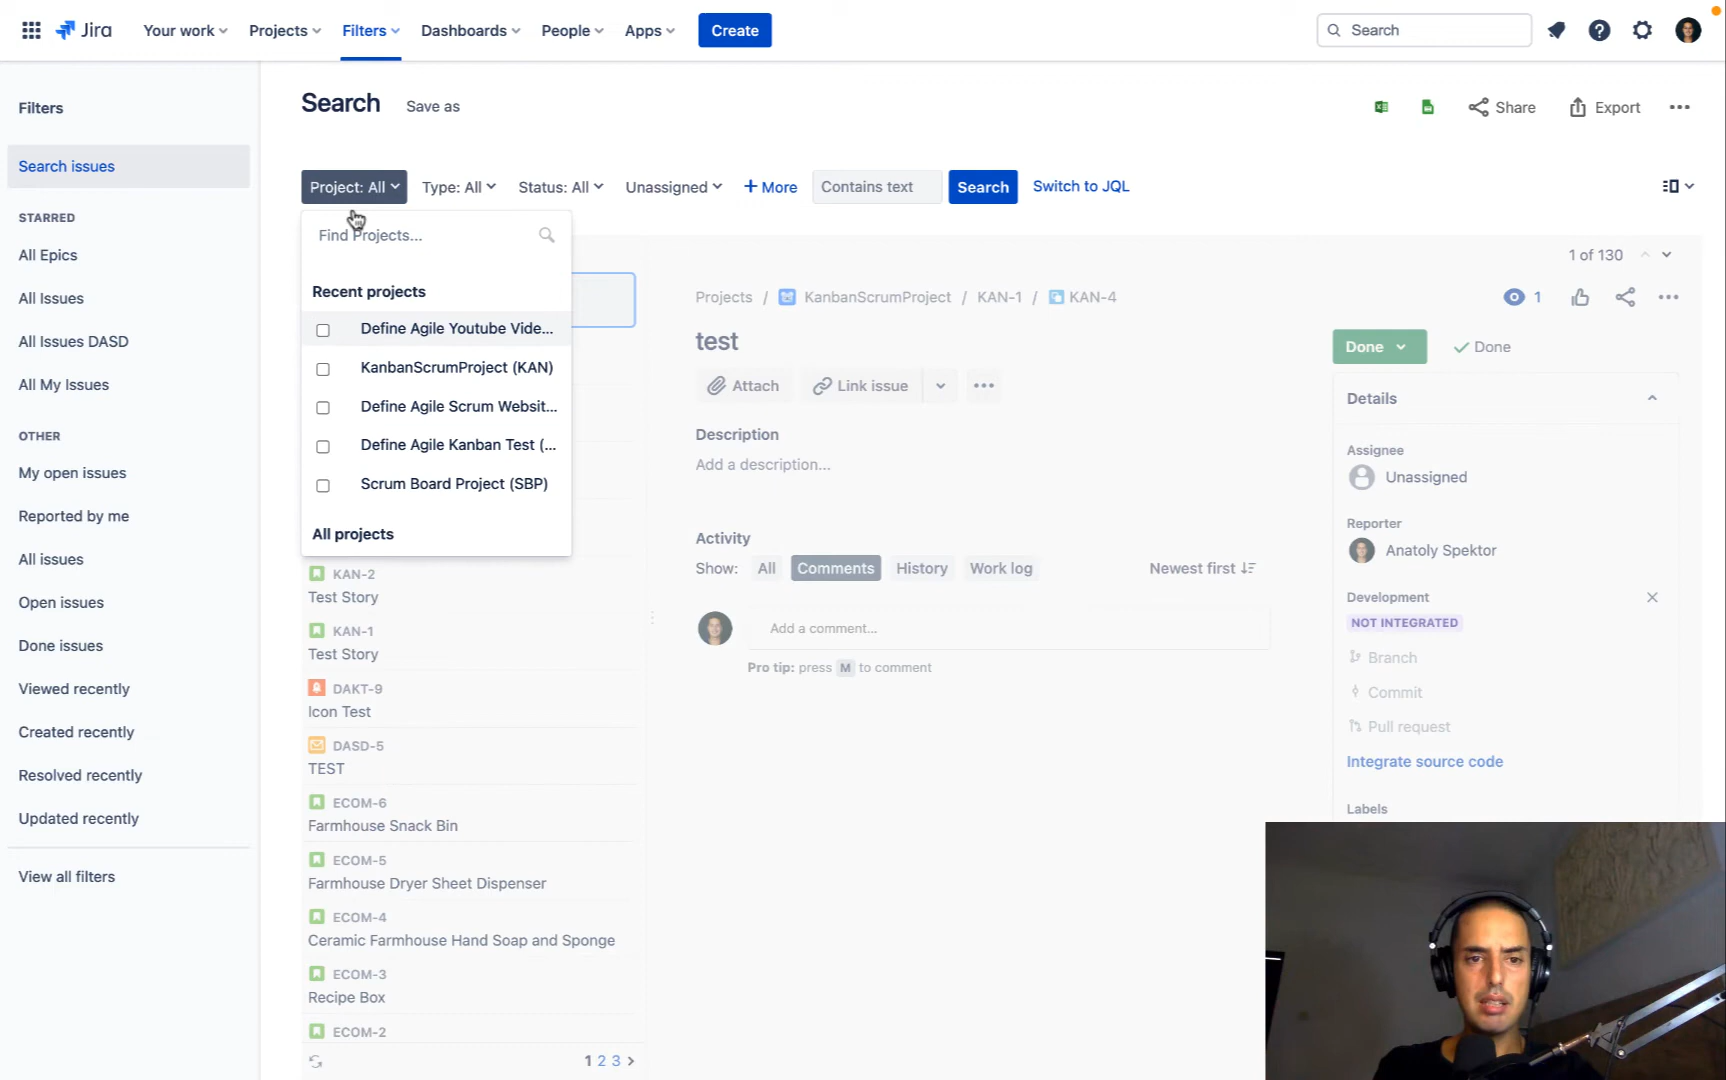 Jira
Your work
Projects
Filters
Dashboards
People
Apps
Create
Search
Filters
Search issues
STARRED
All Epics
All Issues
All Issues DASD
All My Issues
OTHER
My open issues
Reported by me
All issues
Open issues
Done issues
Viewed recently
Created recently
Resolved recently
Updated recently
View all filters
Search
Save as
Share
Export
Project: All
Type: All
Status: All
Unassigned
+ More
Contains text
Search
Switch to JQL
Find Projects...
Recent projects
Define Agile Youtube Vide...
KanbanScrumProject (KAN)
Define Agile Scrum Websit...
Define Agile Kanban Test (...
Scrum Board Project (SBP)
All projects
KAN-2
Test Story
KAN-1
Test Story
DAKT-9
Icon Test
DASD-5
TEST
ECOM-6
Farmhouse Snack Bin
ECOM-5
Farmhouse Dryer Sheet Dispenser
ECOM-4
Ceramic Farmhouse Hand Soap and Sponge
ECOM-3
Recipe Box
ECOM-2
1 2 3
1 of 130
Projects / KanbanScrumProject / KAN-1 / KAN-4
1
test
Attach
Link issue
Description
Add a description...
Activity
Show:
All
Comments
History
Work log
Newest first
Add a comment...
Pro tip: press M to comment
Done
Done
Details
Assignee
Unassigned
Reporter
Anatoly Spektor
Development
NOT INTEGRATED
Branch
Commit
Pull request
Integrate source code
Labels